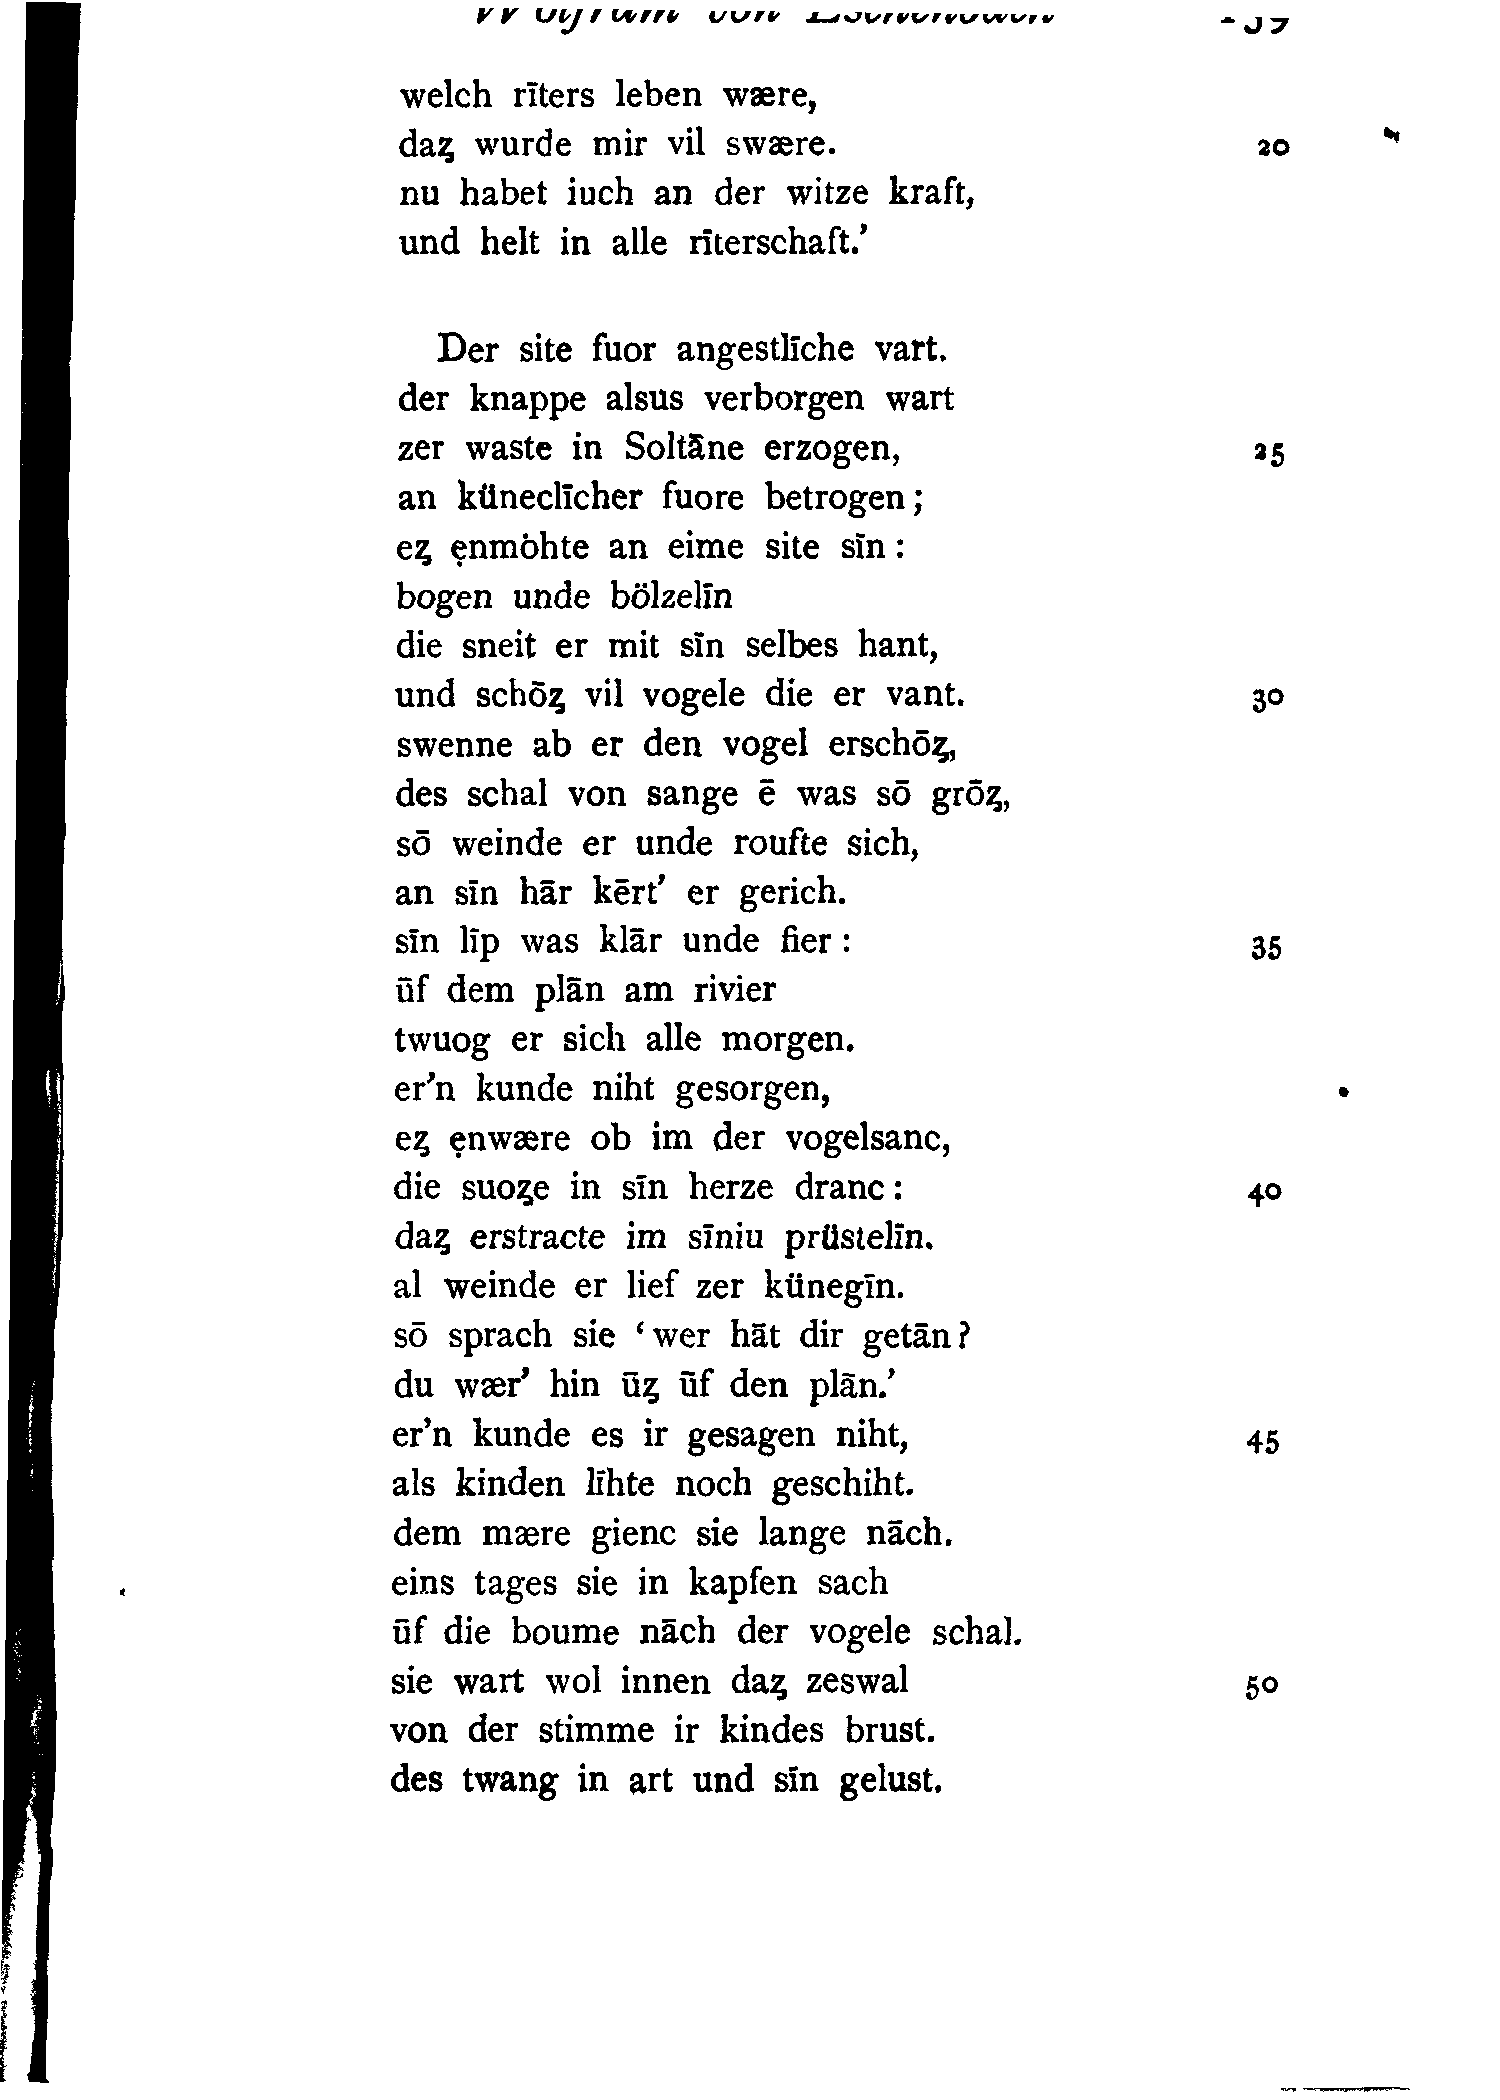 Wolfram von Eschenbach
welch rīters leben wære,
daȥ wurde mir vil swære. 20
nu habet iuch an der witze kraft,
und helt in alle rīterschaft.’
Der site fuor angestlīche vart.
der knappe alsus verborgen wart
zer waste in Soltāne erzogen, 25
an küneclīcher fuore betrogen;
eȥ ẹnmöhte an eime site sīn:
bogen unde bölzelīn
die sneit er mit sīn selbes hant,
und schōȥ vil vogele die er vant. 30
swenne ab er den vogel erschōȥ,
des schal von sange ē was sō grōȥ,
sō weinde er unde roufte sich,
an sīn hār kērt’ er gerich.
sīn līp was klār unde fier: 35
ūf dem plān am rivier
twuog er sich alle morgen.
er’n kunde niht gesorgen,
eȥ ẹnwære ob im der vogelsanc,
die suoȥe in sīn herze dranc: 40
daȥ erstracte im sīniu prüstelīn.
al weinde er lief zer künegīn.
sō sprach sie ‘wer hāt dir getān?
du wær’ hin ūȥ ūf den plān.’
er’n kunde es ir gesagen niht, 45
als kinden līhte noch geschiht.
dem mære gienc sie lange nāch.
eins tages sie in kapfen sach
ūf die boume nāch der vogele schal.
sie wart wol innen daȥ zeswal 50
von der stimme ir kindes brust.
des twang in art und sīn gelust.